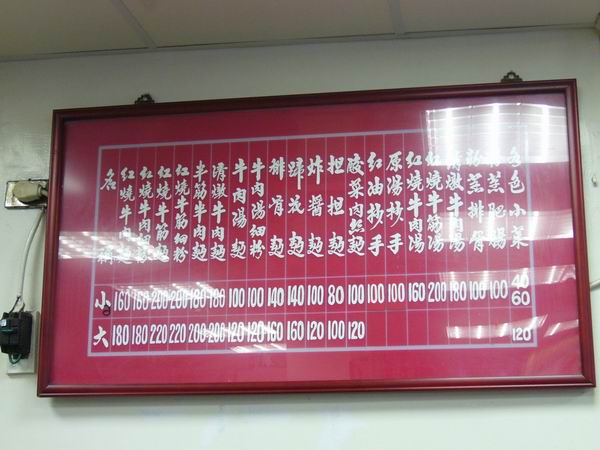 名稱
紅燒牛肉麵
紅燒牛肉細粉
紅燒牛筋麵
紅燒牛筋細粉
半筋半肉麵
清燉牛肉麵
牛肉湯麵
牛肉湯細粉
排骨麵
蹄花麵
炸醬麵
担担麵
酸菜肉絲麵
紅油抄手
原湯抄手
紅燒牛肉湯
紅燒牛筋湯
清燉牛肉湯
粉蒸排骨
粉蒸肥腸
各色小菜
小 160 160 200 200 180 180 100 100 140 140 100 80 100 100 100 160 200 180 100 100 40 60
大 180 180 220 220 200 200 120 120 160 160 120 100 120 120